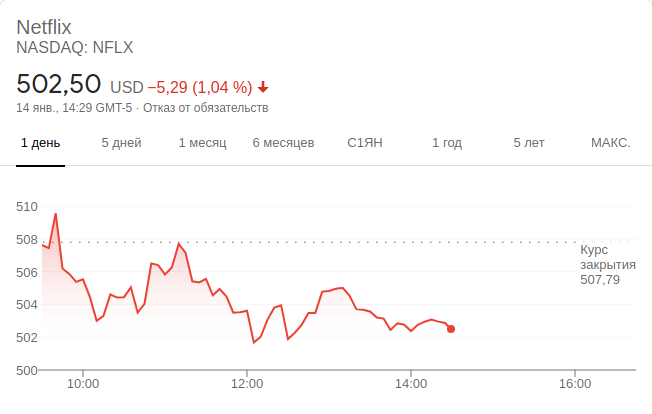 Netflix
NASDAQ: NFLX
502,50 USD −5,29 (1,04 %)
14 янв., 14:29 GMT-5 · Отказ от обязательств
1 день 5 дней 1 месяц 6 месяцев С1ЯН 1 год 5 лет МАКС.
510
508
Курс
закрытия
507,79
506
504
502
500
10:00 12:00 14:00 16:00